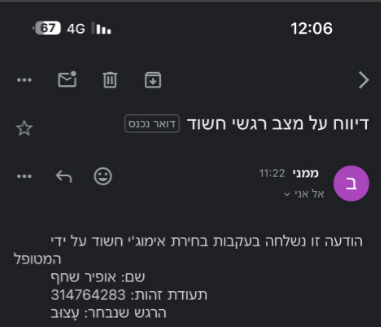 67 4G 12:06
דיווח על מצב רגשי חשוד דואר נכנס
ממני 11:22
ב
אל אני
הודעה זו נשלחה בעקבות בחירת אימוג'י חשוד על ידי
המטופל
שם: אופיר שחף
תעודת זהות: 314764283
הרגש שנבחר: עָצוּב